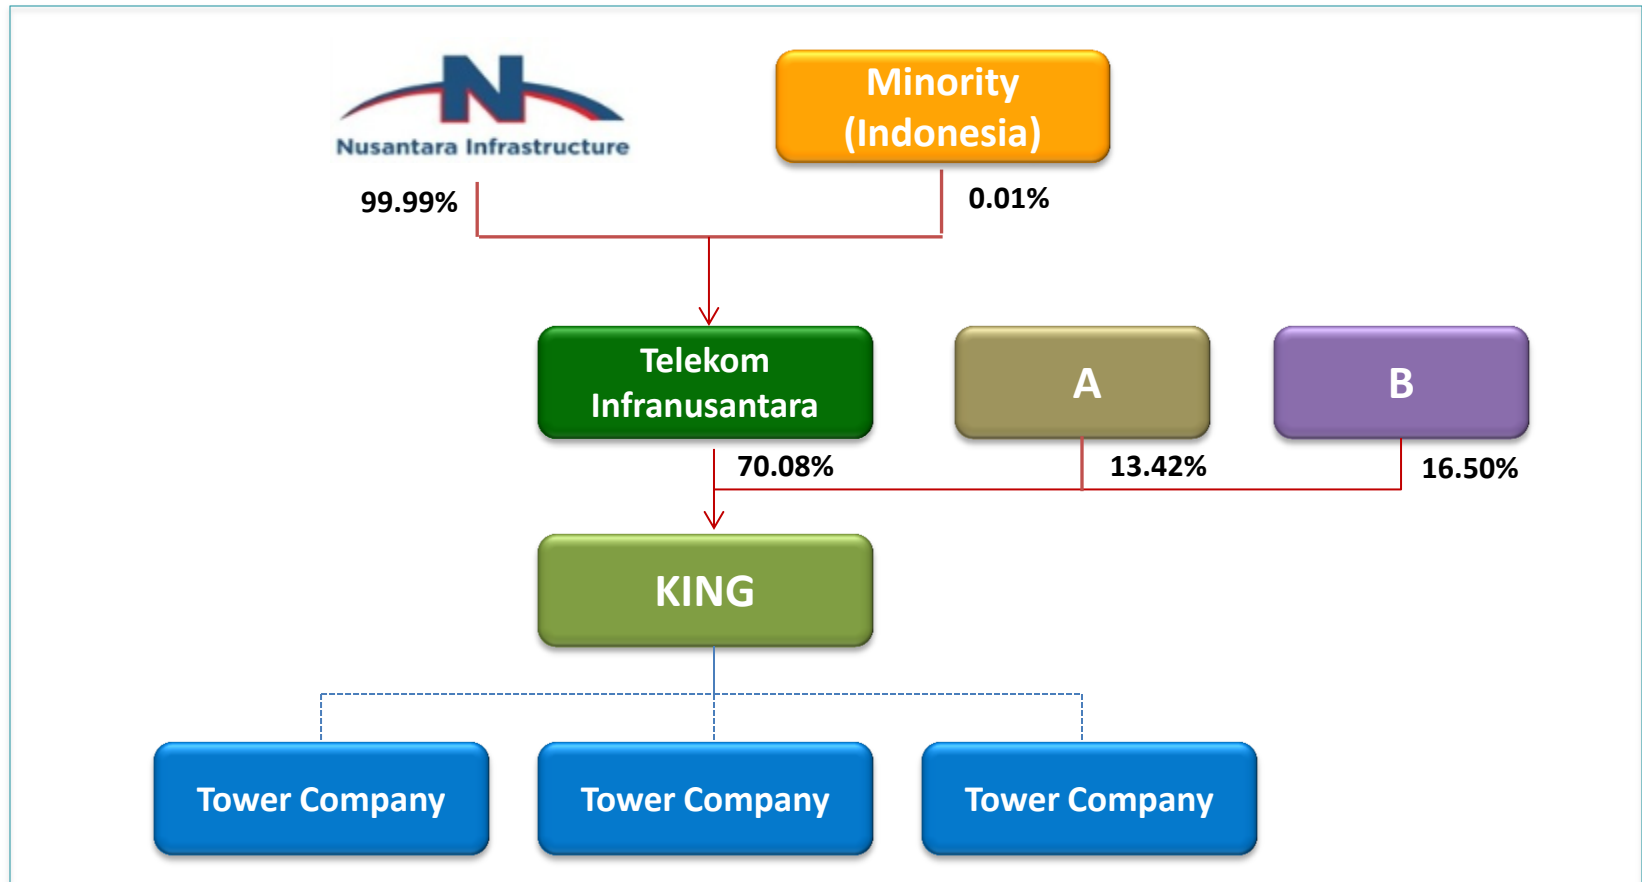 Nusantara Infrastructure
Minority
(Indonesia)
99.99%
0.01%
Telekom
Infranusantara
A
B
70.08%
13.42%
16.50%
KING
Tower Company
Tower Company
Tower Company